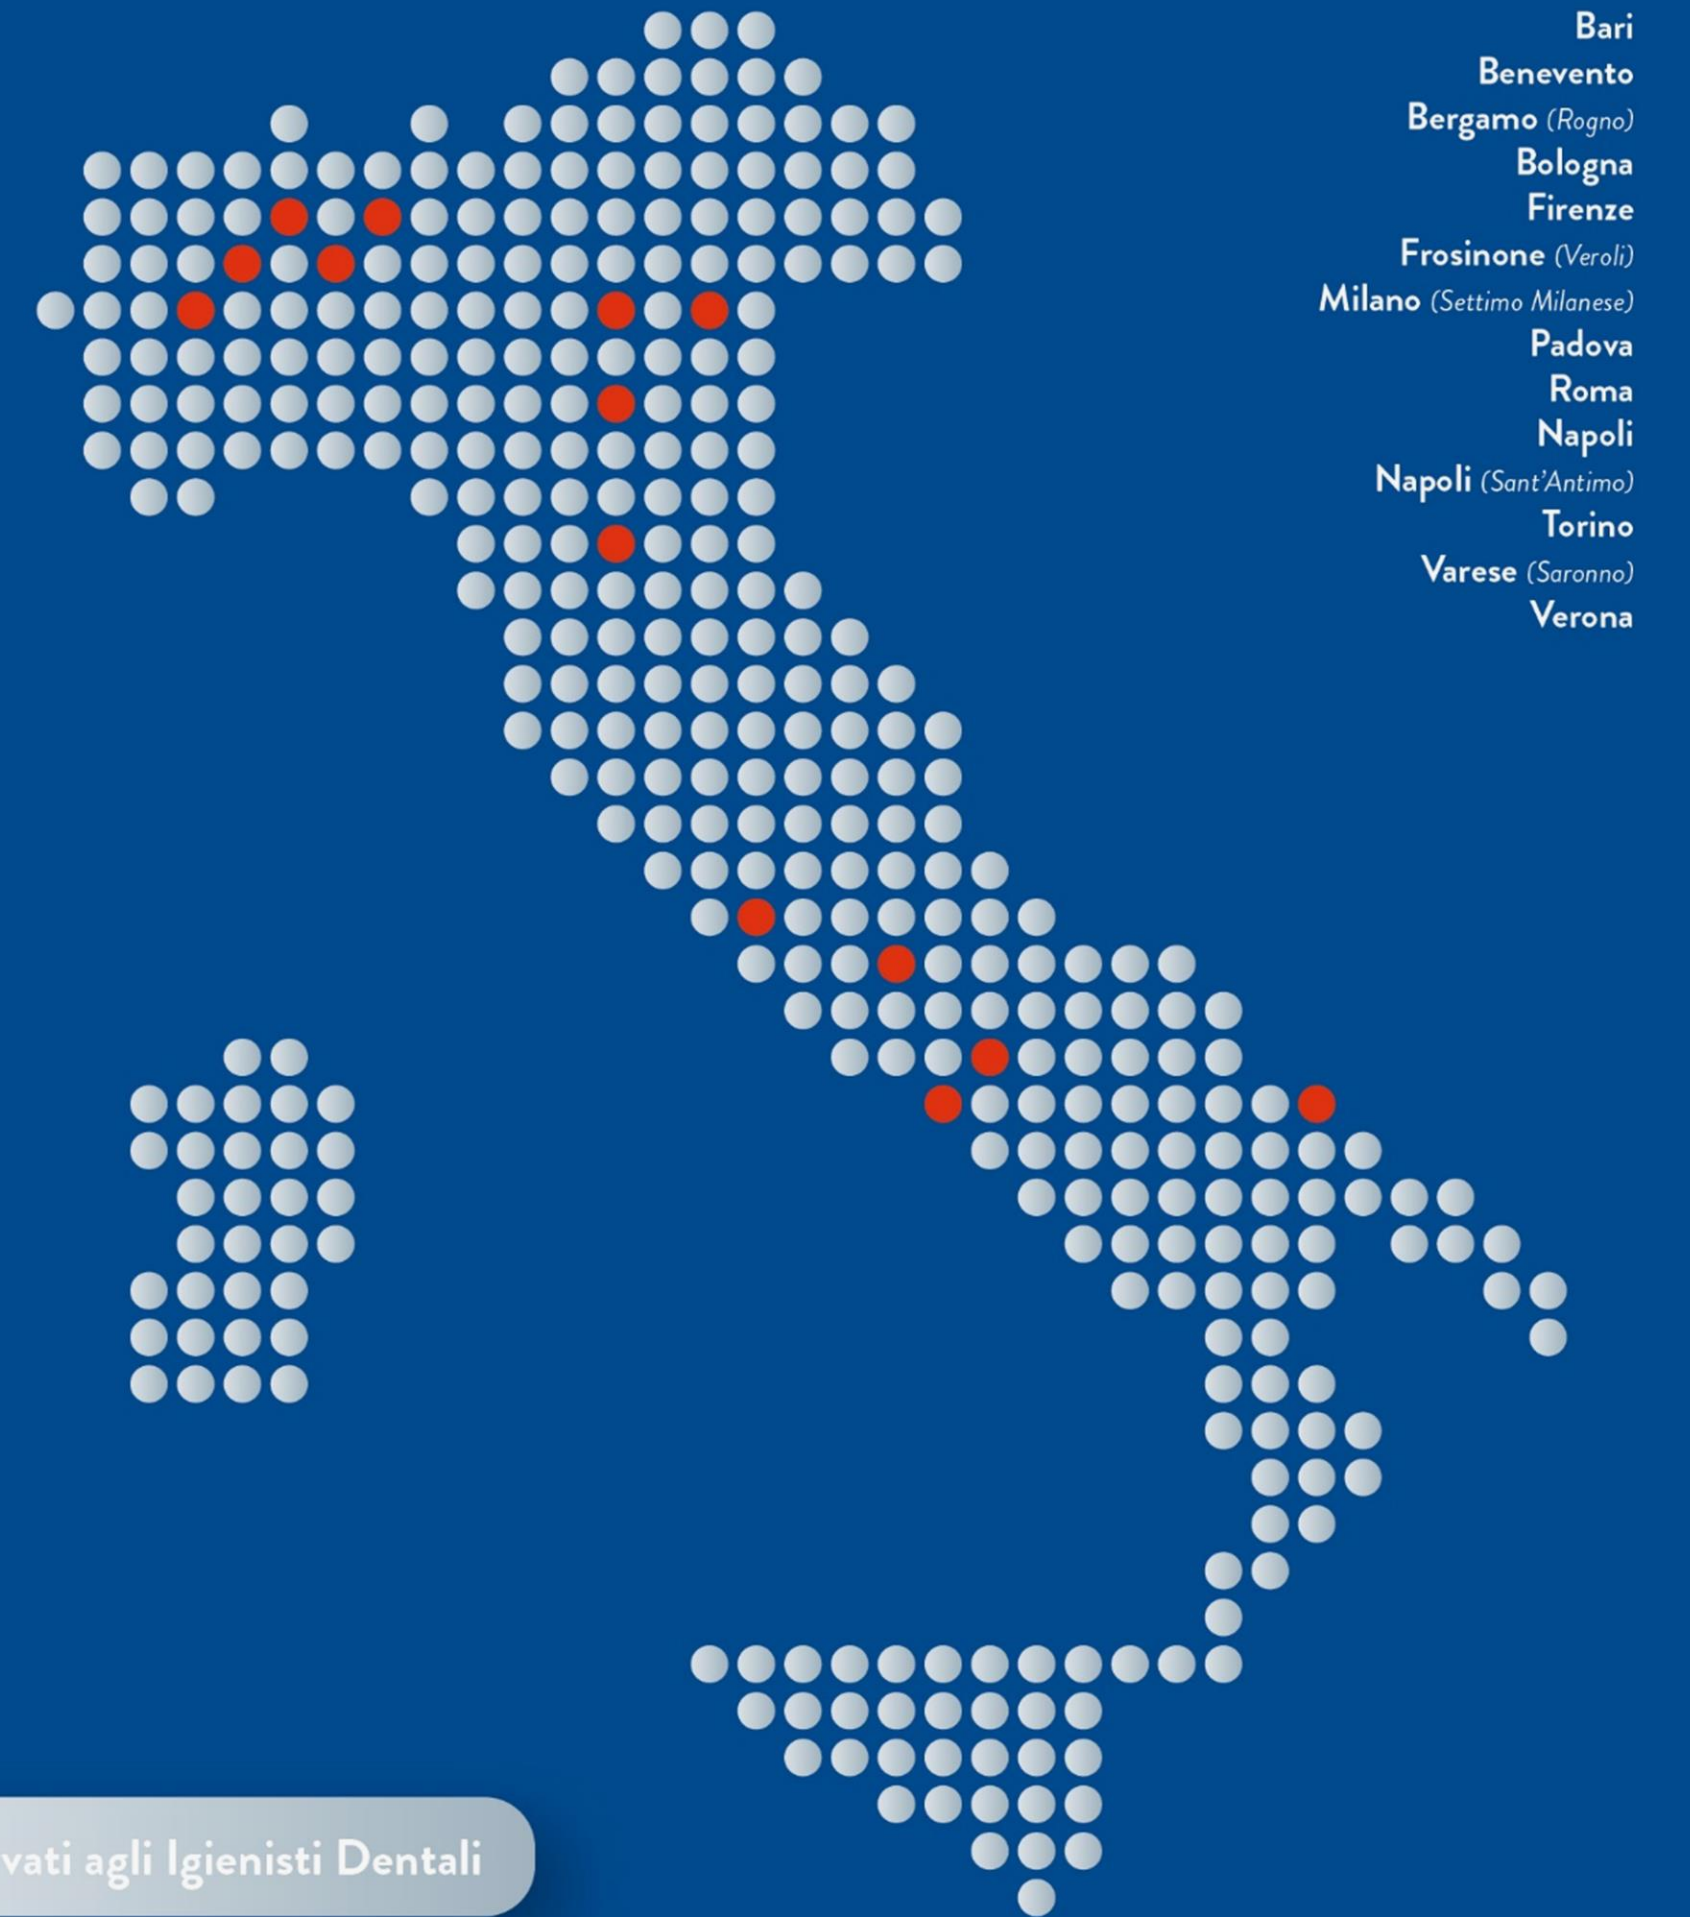 Bari
Benevento
Bergamo (Rogno)
Bologna
Firenze
Frosinone (Veroli)
Milano (Settimo Milanese)
Padova
Roma
Napoli
Napoli (Sant'Antimo)
Torino
Varese (Saronno)
Verona
vati agli Igienisti Dentali